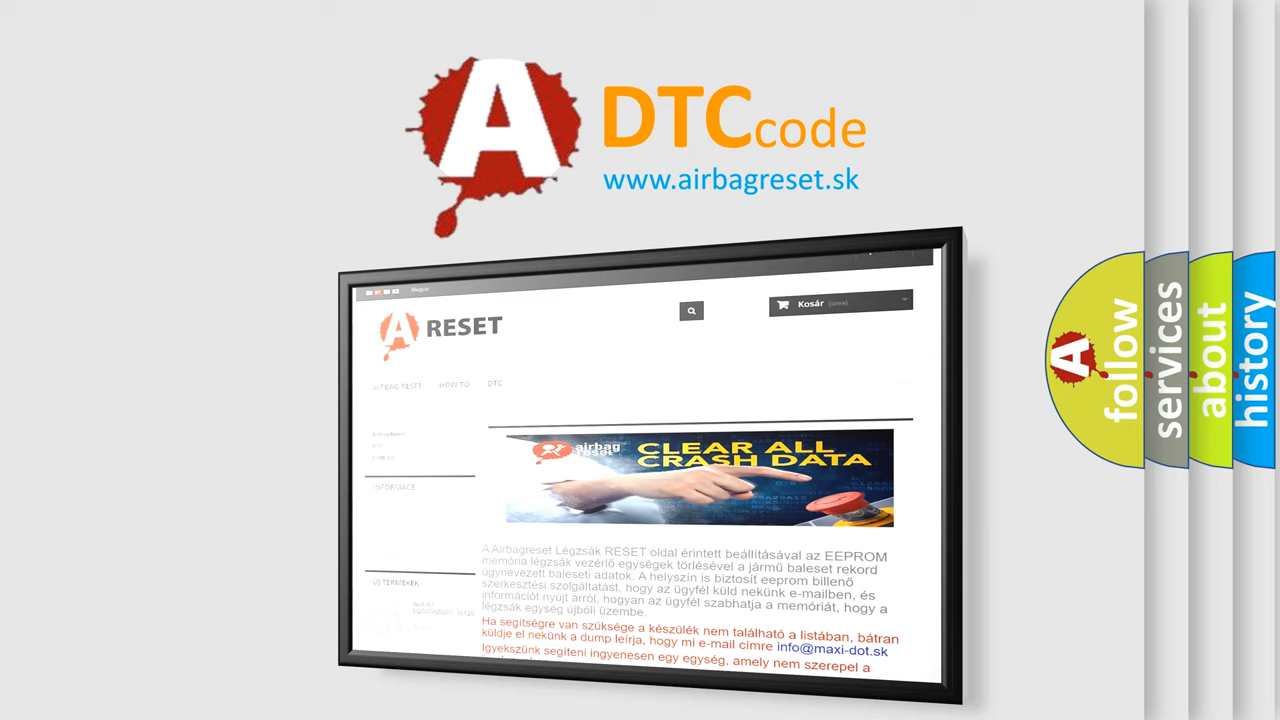 A
DTCcode
www.airbagreset.sk
Magyar
A RESET
Kosár (üres)
AIRBAG RESET HOW TO DTC
INFORMACE
airbag
reset
CLEAR ALL
CRASH DATA
A Airbagreset Légzsák RESET oldal érintett beállításával az EEPROM
memória légzsák vezérlő egységek törlésével a jármű baleset rekord
úgynevezett baleseti adatok. A helyszín is biztosít eeprom billenő
szerkesztési szolgáltatást, hogy az ügyfél küld nekünk e-mailben, és
információt nyújt arról, hogyan az ügyfél szabhatja a memóriát, hogy a
légzsák egység újbóli üzembe.
Ha segítségre van szüksége a készülék nem található a listában, bátran
küldje el nekünk a dump leírja, hogy mi e-mail címre info@maxi-dot.sk
Igyekszünk segíteni ingyenesen egy egység, amely nem szerepel a
ÚJ TERMÉKEK
A
follow
services
about
history